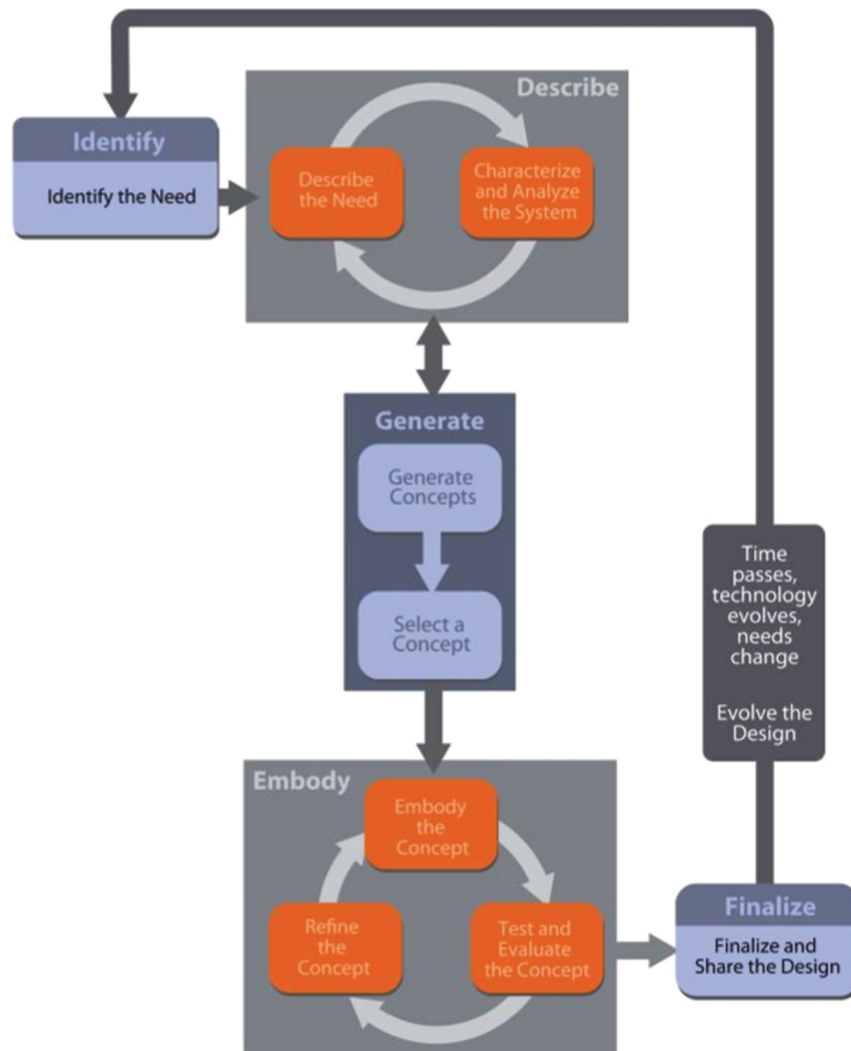 Describe
Identify
Identify the Need
Describe
the Need
Characterize
and Analyze
the System
Generate
Generate
Concepts
Select a
Concept
Time
passes,
technology
evolves,
needs
change
Evolve the
Design
Embody
Embody
the
Concept
Refine
the
Concept
Test and
Evaluate
the Concept
Finalize
Finalize and
Share the Design